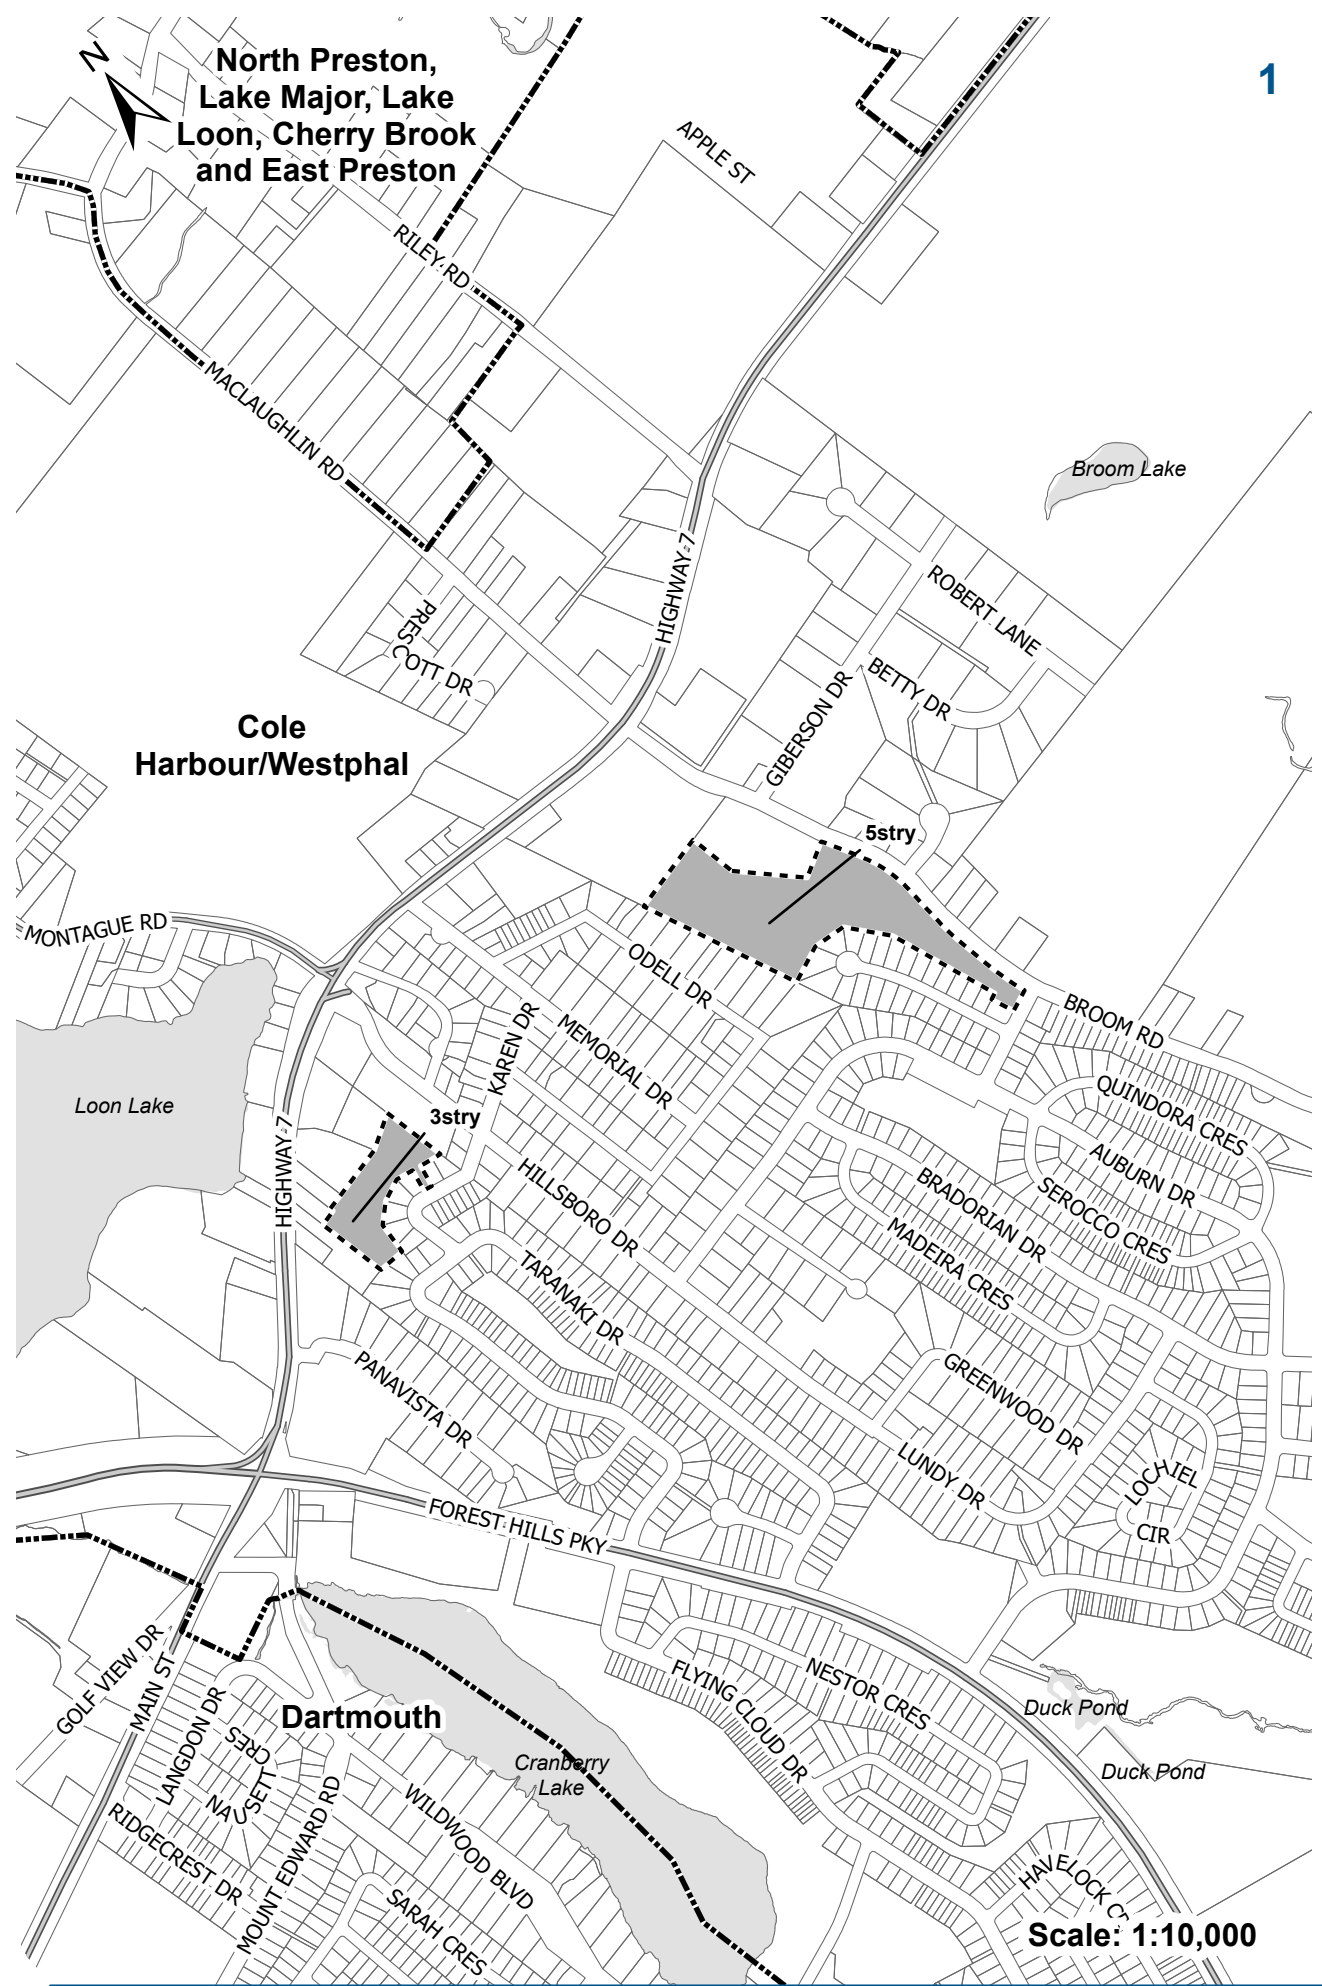 N
North Preston,
Lake Major, Lake
Loon, Cherry Brook
and East Preston
1
APPLE ST
RILEY RD
MACLAUGHLIN RD
Broom Lake
HIGHWAY 7
ROBERT LANE
PRESCOTT DR
BETTY DR
GIBERSON DR
Cole
Harbour/Westphal
5stry
MONTAGUE RD
ODELL DR
BROOM RD
KAREN DR
MEMORIAL DR
Loon Lake
3stry
QUINDORA CRES
HIGHWAY 7
AUBURN DR
HILLSBORO DR
BRADORIAN DR
SEROCCO CRES
MADEIRA CRES
TARANAKI DR
PANAVISTA DR
GREENWOOD DR
LUNDY DR
LOCHIEL
CIR
FOREST HILLS PKY
GOLF VIEW DR
MAIN ST
LANGDON DR
FLYING CLOUD DR
NESTOR CRES
Duck Pond
Dartmouth
NAUSETT
CRES
Cranberry
Lake
Duck Pond
RIDGECREST DR
MOUNT EDWARD RD
WILDWOOD BLVD
SARAH CRES
HAVELOCK
Scale: 1:10,000